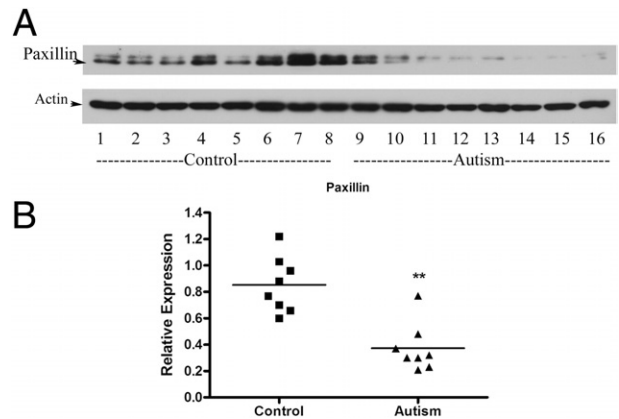 A
Paxillin
Actin
1 2 3 4 5 6 7 8 9 10 11 12 13 14 15 16
-----------Control----------- -------------Autism-----------------
Paxillin
B
Relative Expression
1.4
1.2
1.0
0.8
0.6
0.4
0.2
0.0
**
Control Autism